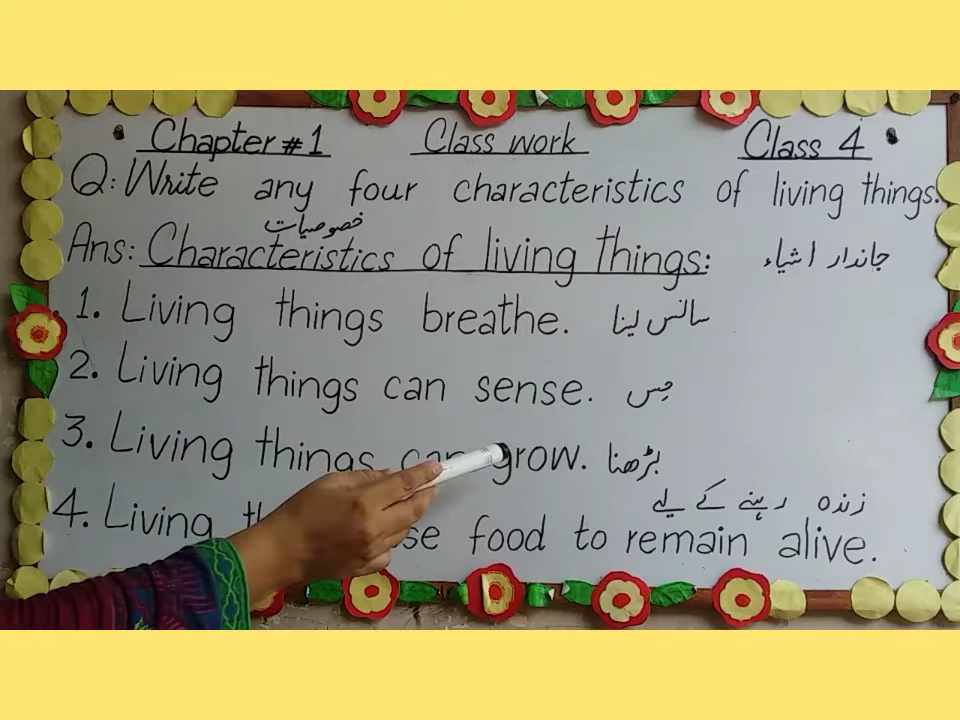 Chapter # 1 Class work Class 4
Q: Write any four characteristics of living things.
خصوصیات
Ans: Characteristics of living things: جاندار اشیاء
1. Living things breathe. سانس لینا
2. Living things can sense. حِس
3. Living things can grow. بڑھنا
زندہ رہنے کے لیے
4. Living food to remain alive.